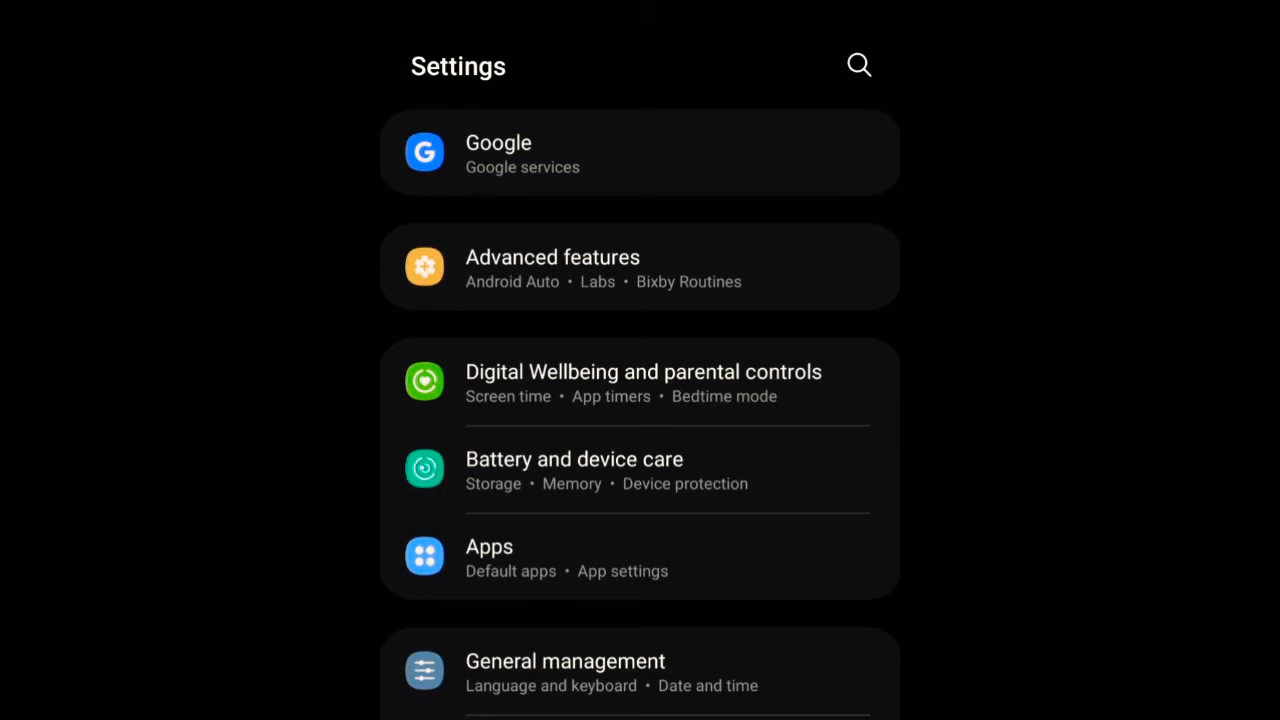 Settings
Google
Google services
Advanced features
Android Auto • Labs • Bixby Routines
Digital Wellbeing and parental controls
Screen time • App timers • Bedtime mode
Battery and device care
Storage • Memory • Device protection
Apps
Default apps • App settings
General management
Language and keyboard • Date and time